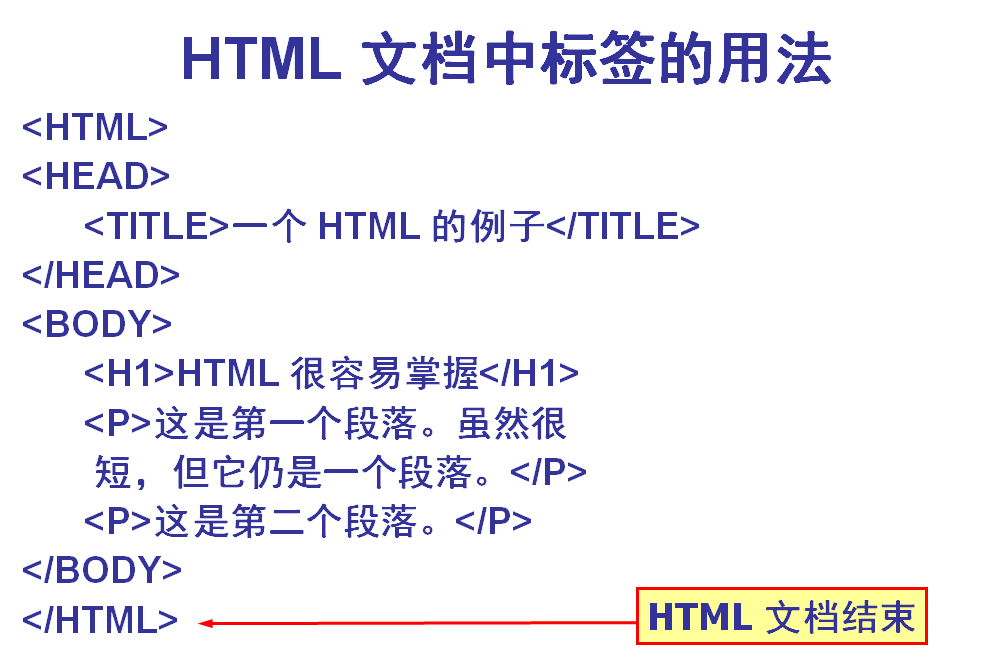 HTML 文档中标签的用法
<HTML>
<HEAD>
<TITLE>一个 HTML 的例子</TITLE>
</HEAD>
<BODY>
<H1>HTML 很容易掌握</H1>
<P>这是第一个段落。虽然很
短，但它仍是一个段落。</P>
<P>这是第二个段落。</P>
</BODY>
</HTML>
HTML 文档结束